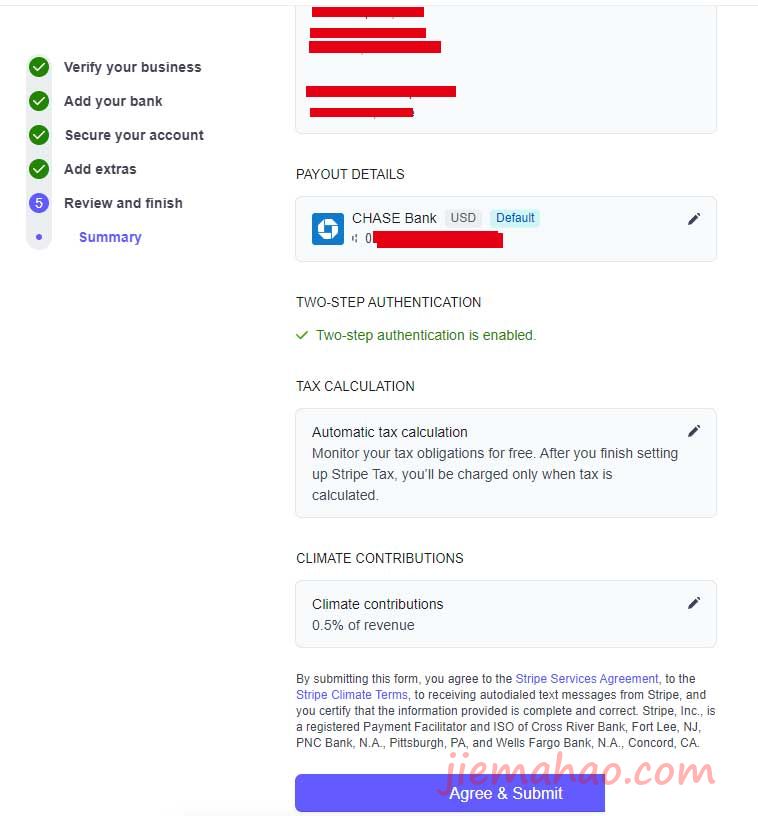 Verify your business
Add your bank
Secure your account
Add extras
5 Review and finish
Summary
PAYOUT DETAILS
CHASE Bank USD Default
0
TWO-STEP AUTHENTICATION
Two-step authentication is enabled.
TAX CALCULATION
Automatic tax calculation
Monitor your tax obligations for free. After you finish setting
up Stripe Tax, you’ll be charged only when tax is
calculated.
CLIMATE CONTRIBUTIONS
Climate contributions
0.5% of revenue
By submitting this form, you agree to the Stripe Services Agreement, to the
Stripe Climate Terms, to receiving autodialed text messages from Stripe, and
you certify that the information provided is complete and correct. Stripe, Inc., is
a registered Payment Facilitator and ISO of Cross River Bank, Fort Lee, NJ,
PNC Bank, N.A., Pittsburgh, PA, and Wells Fargo Bank, N.A., Concord, CA.
jiemahao.com
Agree & Submit